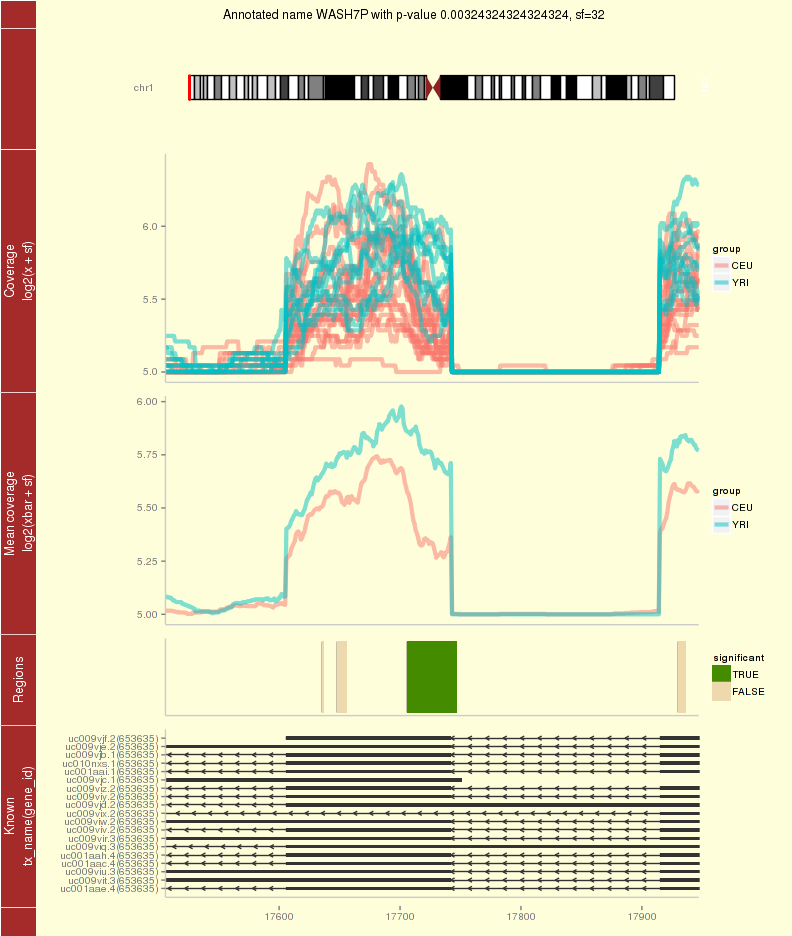 Annotated name WASH7P with p-value 0.00324324324324324, sf=32
chr1
Coverage
log2(x + sf)
6.0
5.5
5.0
group
CEU
YRI
Mean coverage
log2(xbar + sf)
6.00
5.75
5.50
5.25
5.00
group
CEU
YRI
Regions
significant
TRUE
FALSE
Known
tx_name(gene_id)
uc009vjf.2(653635)
uc009vje.2(653635)
uc009vjb.1(653635)
uc010nxs.1(653635)
uc001aai.1(653635)
uc009vjc.1(653635)
uc009viz.2(653635)
uc009viy.2(653635)
uc009vjd.2(653635)
uc009vix.2(653635)
uc009viw.2(653635)
uc009viv.2(653635)
uc009vir.3(653635)
uc009viq.3(653635)
uc001aah.4(653635)
uc001aac.4(653635)
uc009viu.3(653635)
uc009vit.3(653635)
uc001aae.4(653635)
17600 17700 17800 17900